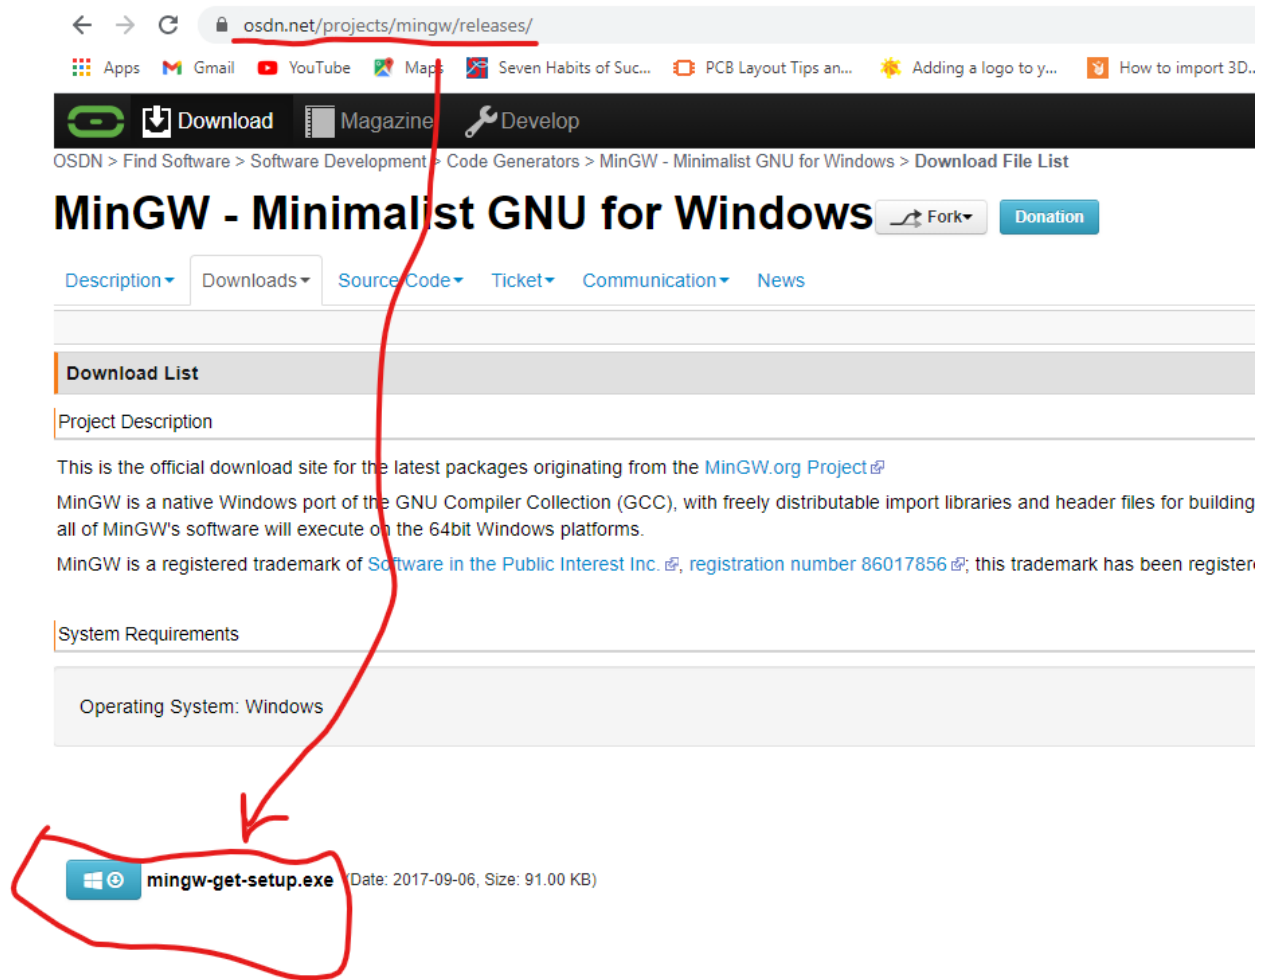 osdn.net/projects/mingw/releases/
Apps Gmail YouTube Maps Seven Habits of Suc... PCB Layout Tips an... Adding a logo to y... How to import 3D...
Download Magazine Develop
OSDN > Find Software > Software Development > Code Generators > MinGW - Minimalist GNU for Windows > Download File List
MinGW - Minimalist GNU for Windows Fork Donation
Description Downloads Source Code Ticket Communication News
Download List
Project Description
This is the official download site for the latest packages originating from the MinGW.org Project
MinGW is a native Windows port of the GNU Compiler Collection (GCC), with freely distributable import libraries and header files for building
all of MinGW's software will execute on the 64bit Windows platforms.
MinGW is a registered trademark of Software in the Public Interest Inc. , registration number 86017856 ; this trademark has been register
System Requirements
Operating System: Windows
mingw-get-setup.exe (Date: 2017-09-06, Size: 91.00 KB)